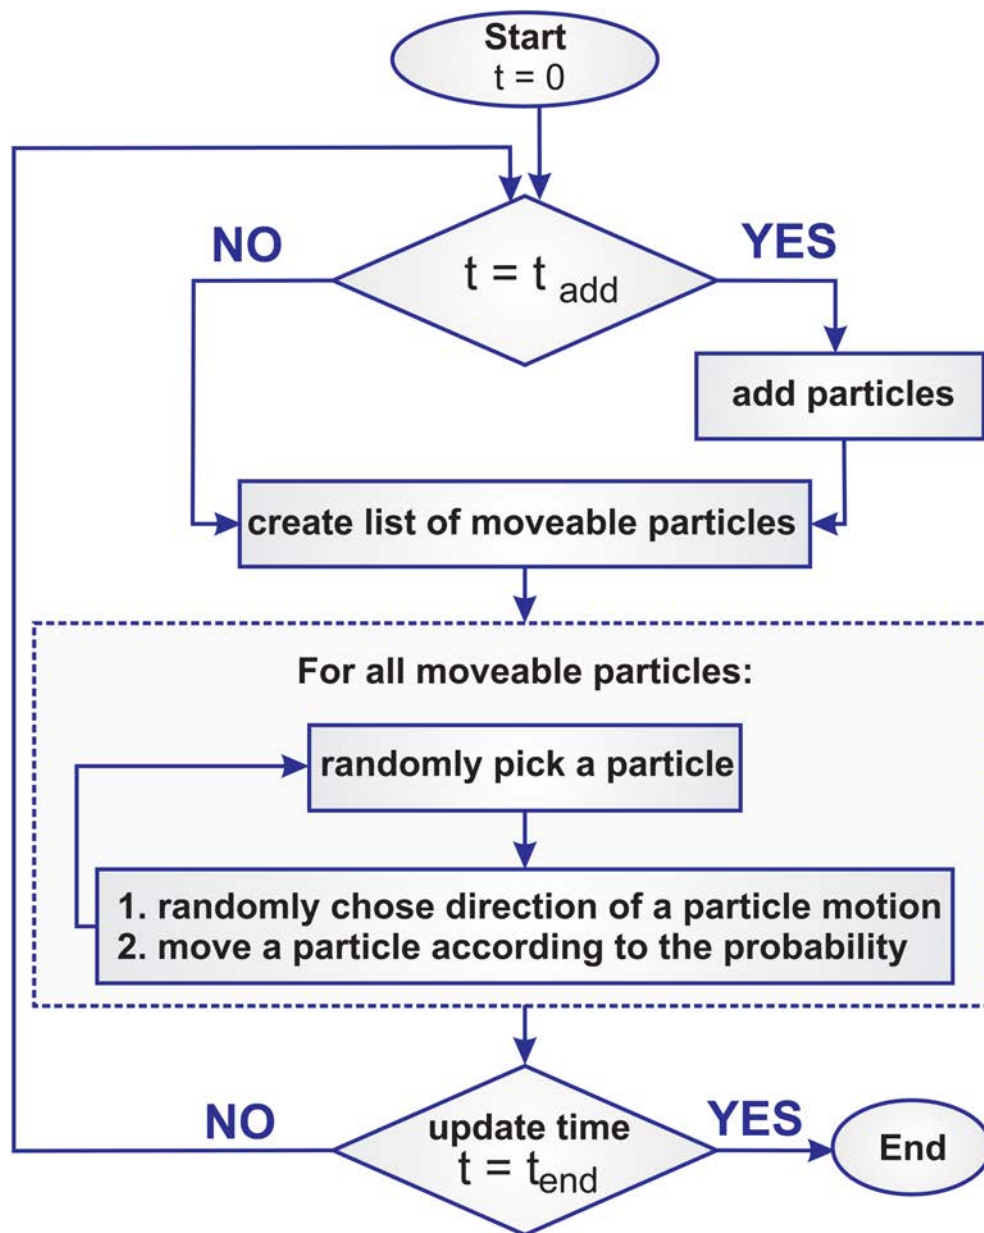 Start
t = 0
NO
YES
t = t add
add particles
create list of moveable particles
For all moveable particles:
randomly pick a particle
1. randomly chose direction of a particle motion
2. move a particle according to the probability
NO
YES
update time
t = tend
End